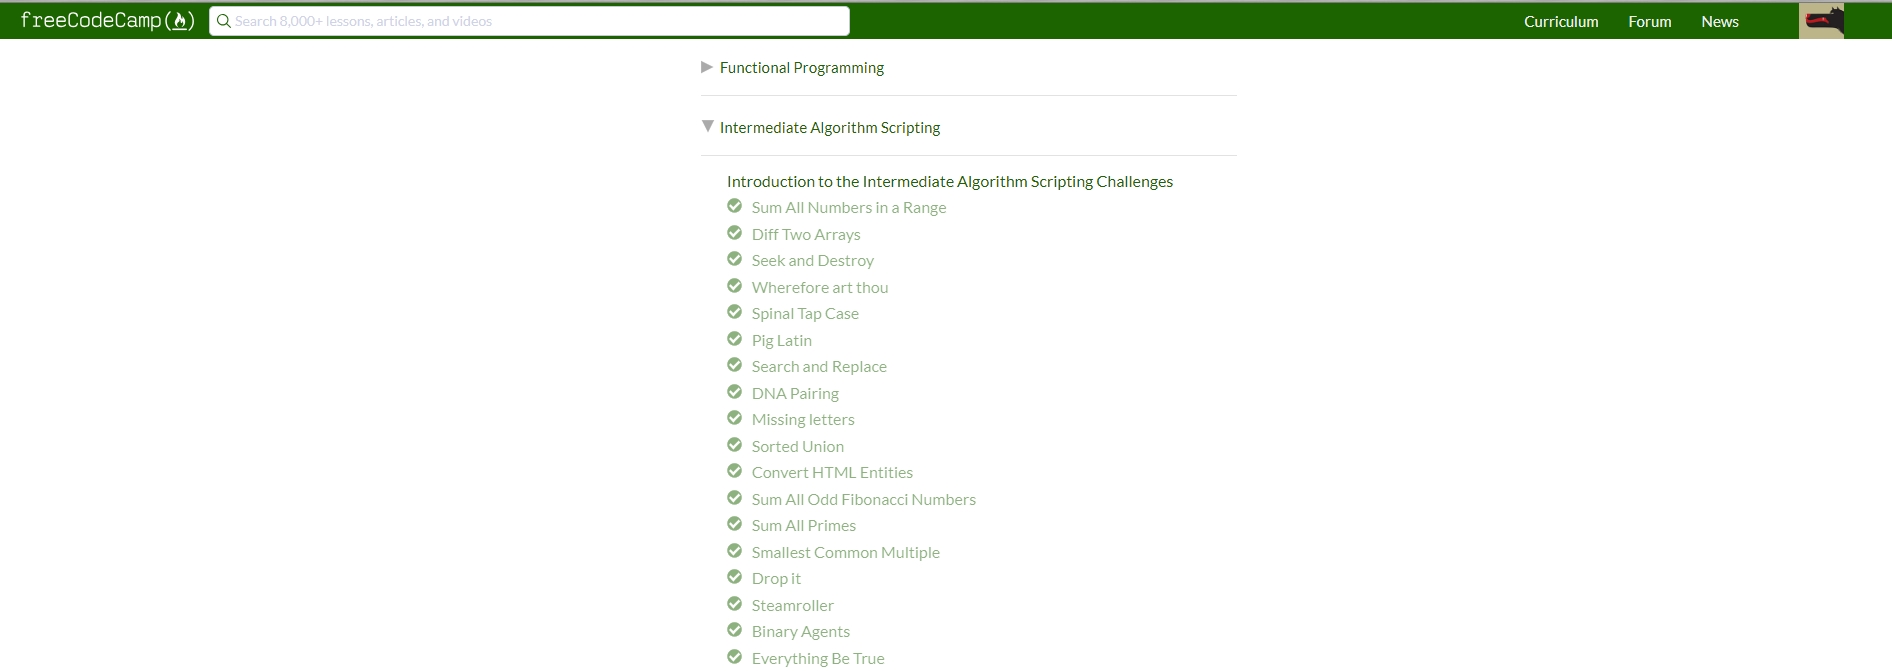 freeCodeCamp Search 8,000+ lessons, articles, and videos Curriculum Forum News
Functional Programming
Intermediate Algorithm Scripting
Introduction to the Intermediate Algorithm Scripting Challenges
Sum All Numbers in a Range
Diff Two Arrays
Seek and Destroy
Wherefore art thou
Spinal Tap Case
Pig Latin
Search and Replace
DNA Pairing
Missing letters
Sorted Union
Convert HTML Entities
Sum All Odd Fibonacci Numbers
Sum All Primes
Smallest Common Multiple
Drop it
Steamroller
Binary Agents
Everything Be True